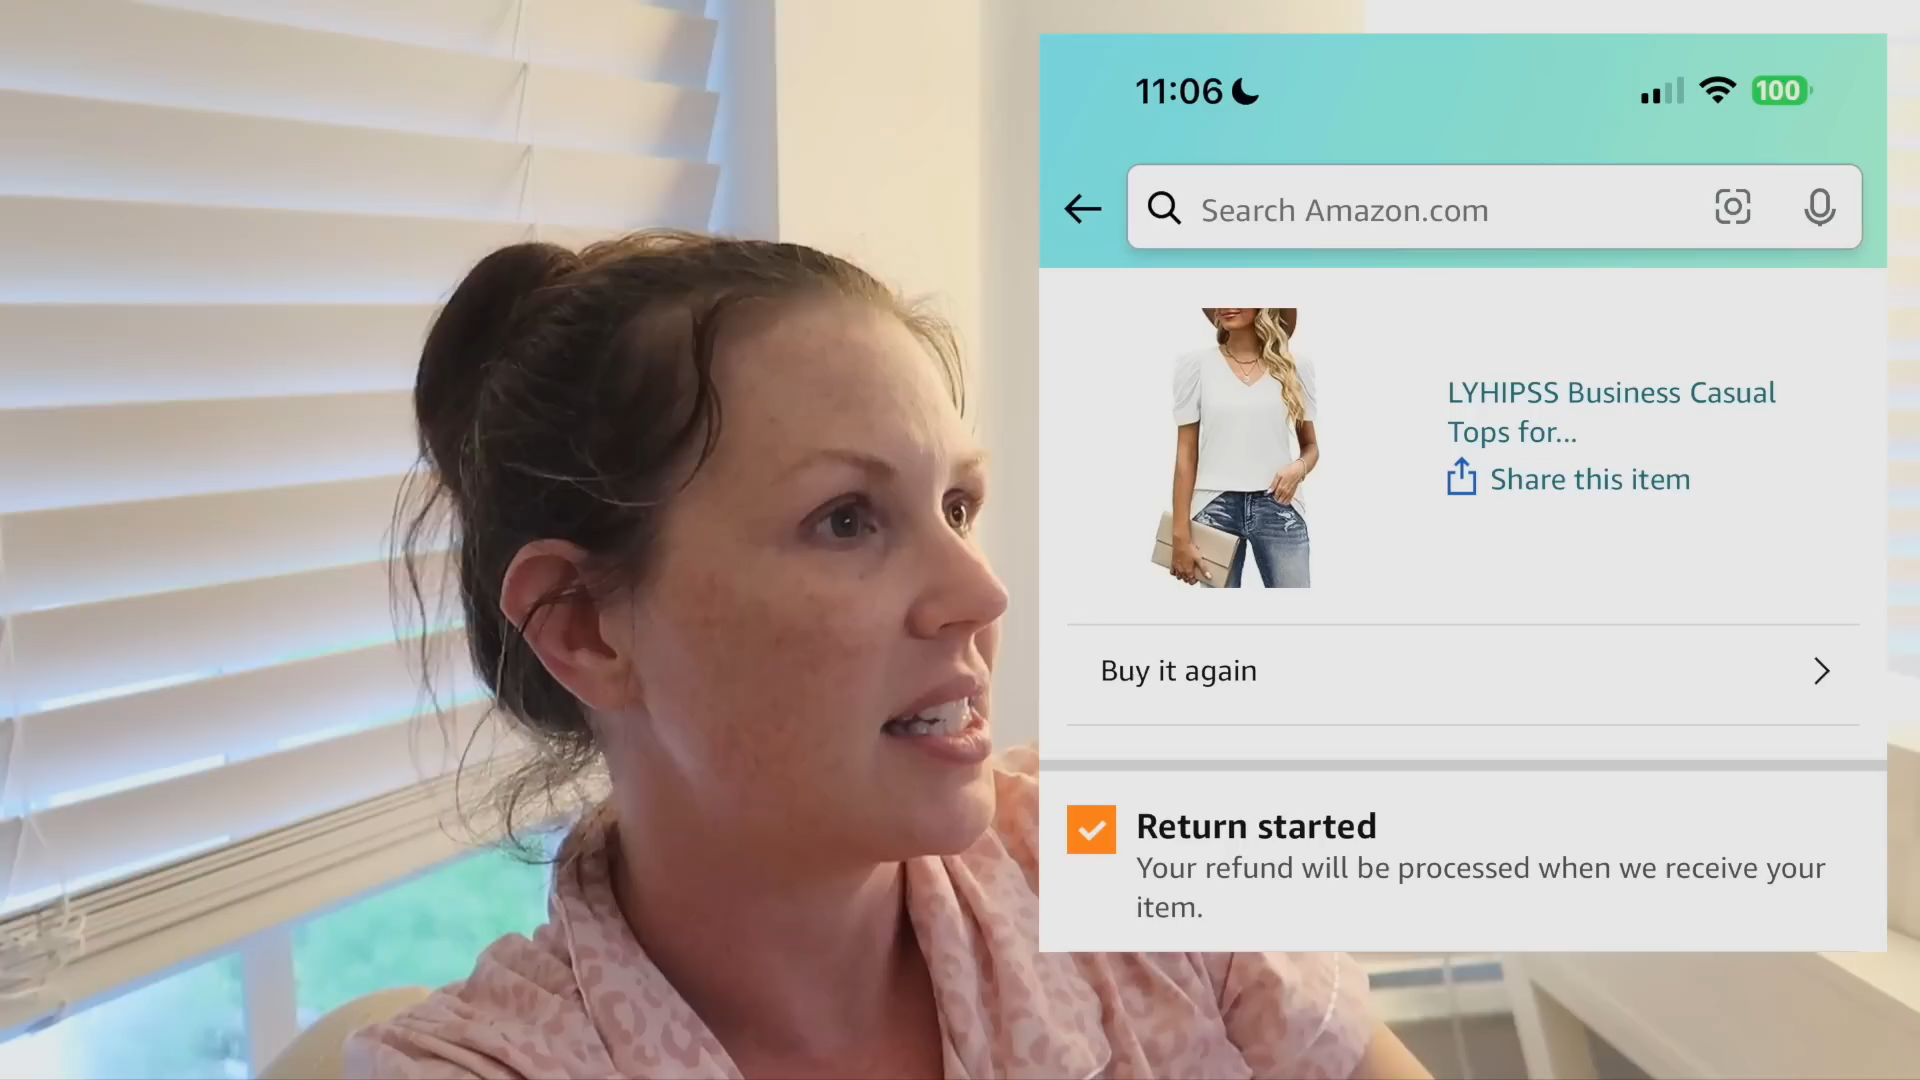 11:06
100
Search Amazon.com
LYHIPSS Business Casual
Tops for...
Share this item
Buy it again
Return started
Your refund will be processed when we receive your
item.